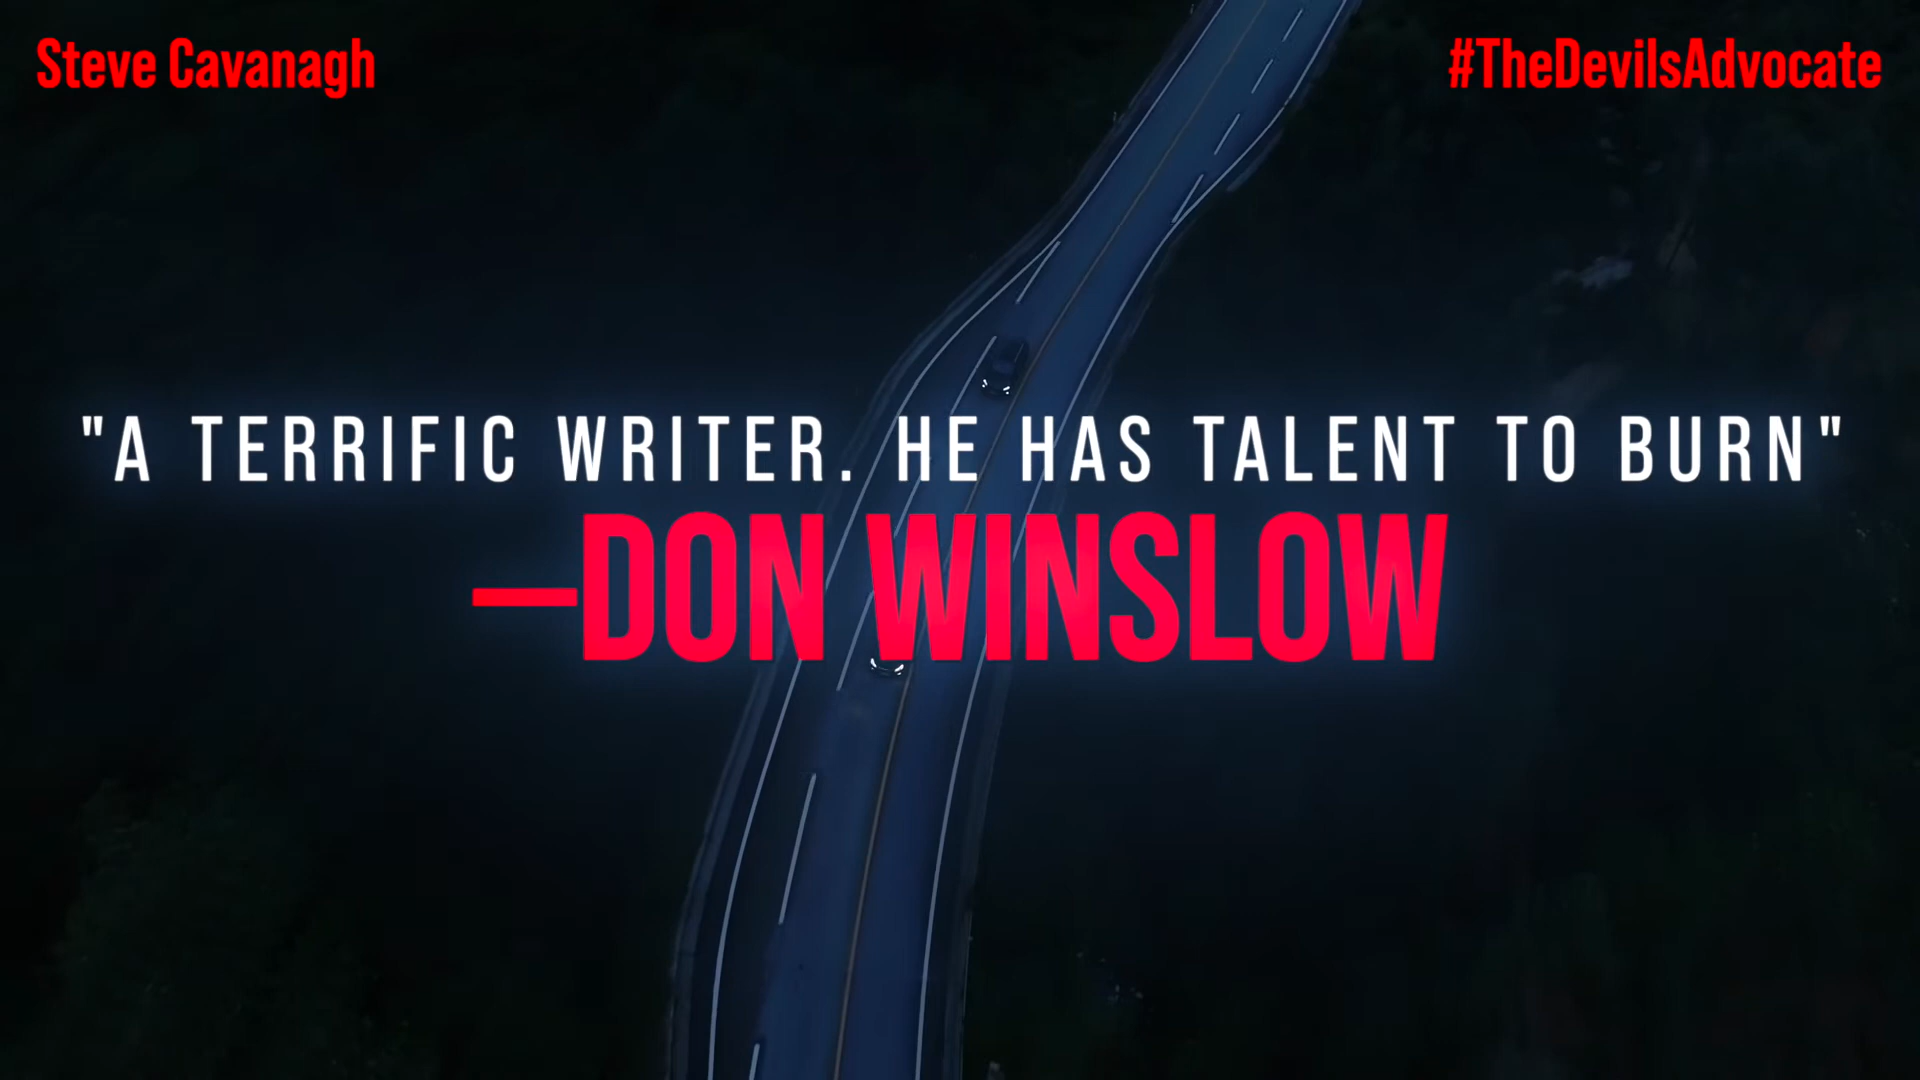 Steve Cavanagh
#TheDevilsAdvocate
"A TERRIFIC WRITER. HE HAS TALENT TO BURN"
—DON WINSLOW